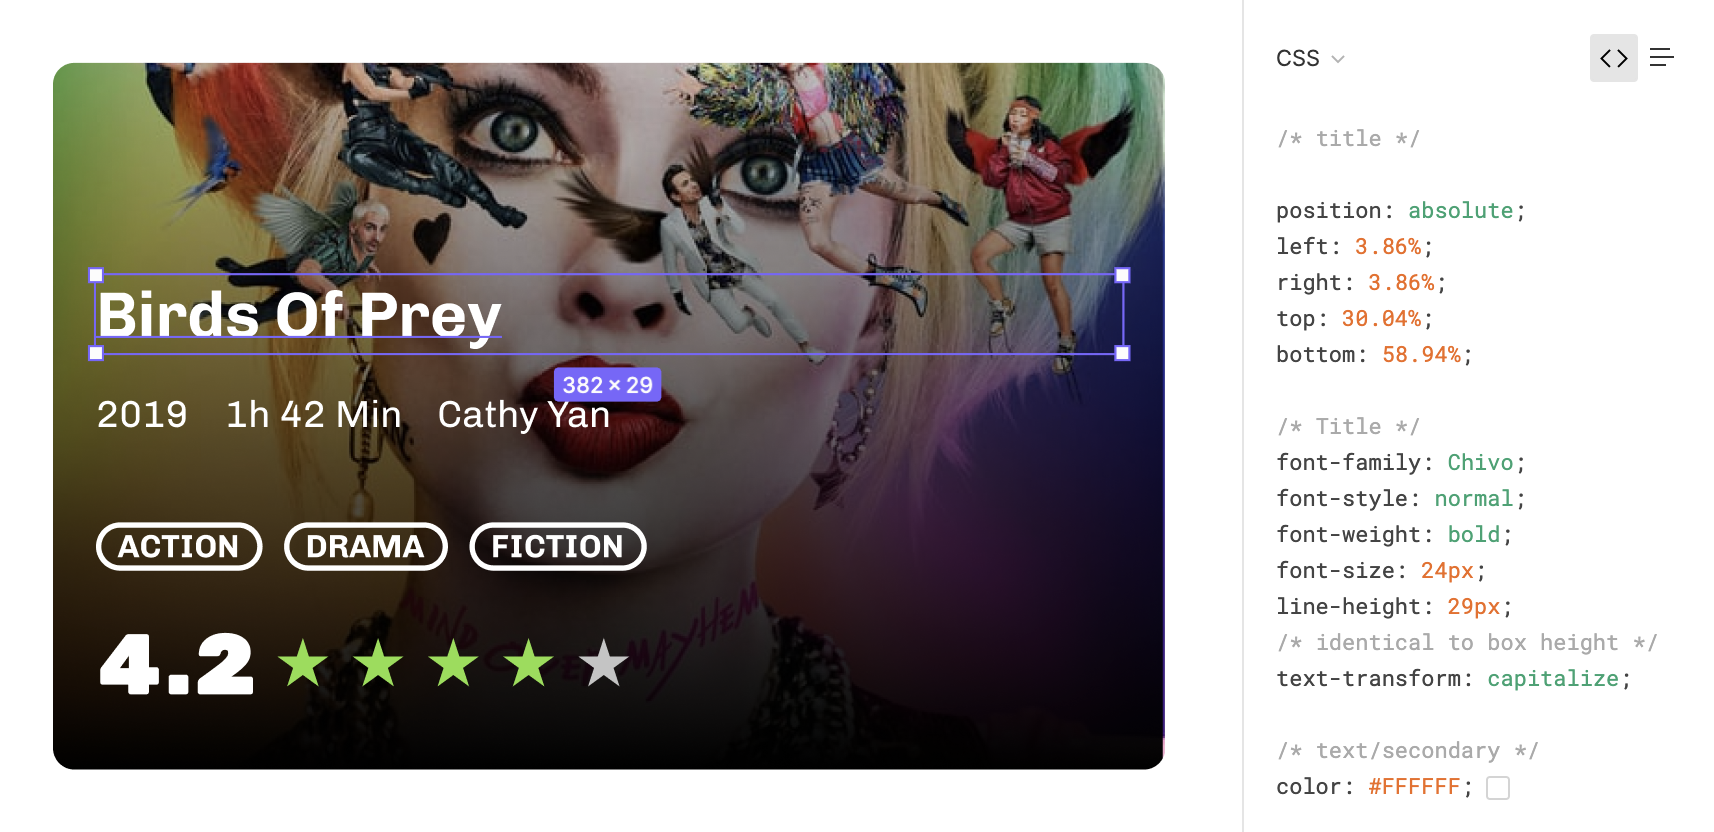 Birds Of Prey
382 × 29
2019 1h 42 Min Cathy Yan
ACTION DRAMA FICTION
MIND OVER MAYHEM
4.2
CSS
/* title */
position: absolute;
left: 3.86%;
right: 3.86%;
top: 30.04%;
bottom: 58.94%;
/* Title */
font-family: Chivo;
font-style: normal;
font-weight: bold;
font-size: 24px;
line-height: 29px;
/* identical to box height */
text-transform: capitalize;
/* text/secondary */
color: #FFFFFF;